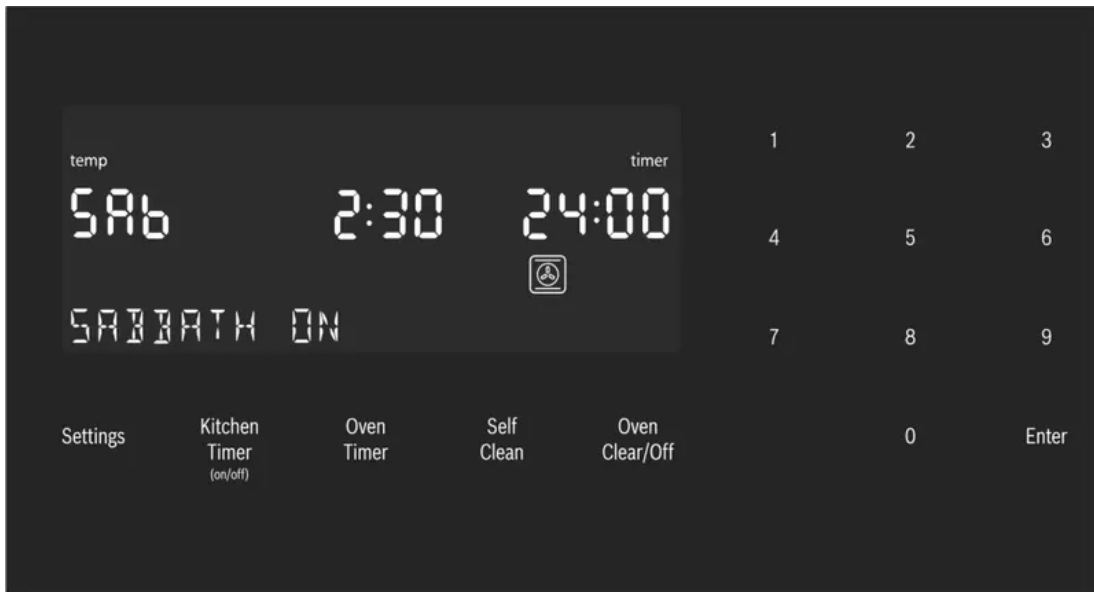 temp timer
SAb 2:30 24:00
SABBATH ON
1 2 3
4 5 6
7 8 9
0 Enter
Settings
Kitchen
Timer
(on/off)
Oven
Timer
Self
Clean
Oven
Clear/Off